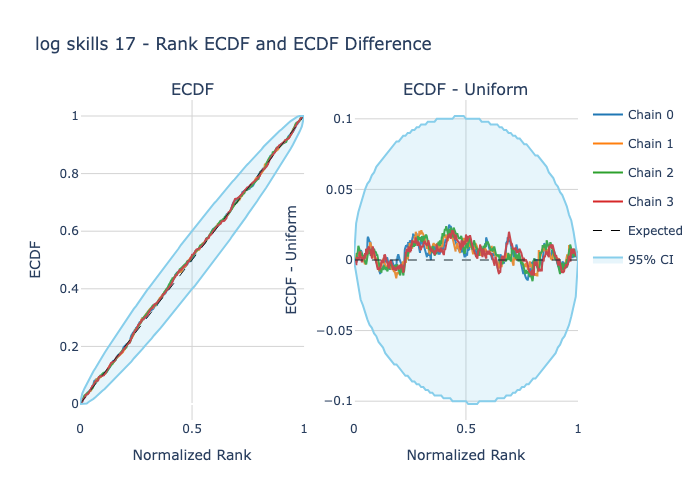 log skills 17 - Rank ECDF and ECDF Difference
ECDF
ECDF - Uniform
ECDF
1
0.8
0.6
0.4
0.2
0
0
0.5
1
Normalized Rank
ECDF - Uniform
0.1
0.05
0
−0.05
−0.1
0
0.5
1
Normalized Rank
Chain 0
Chain 1
Chain 2
Chain 3
Expected
95% CI